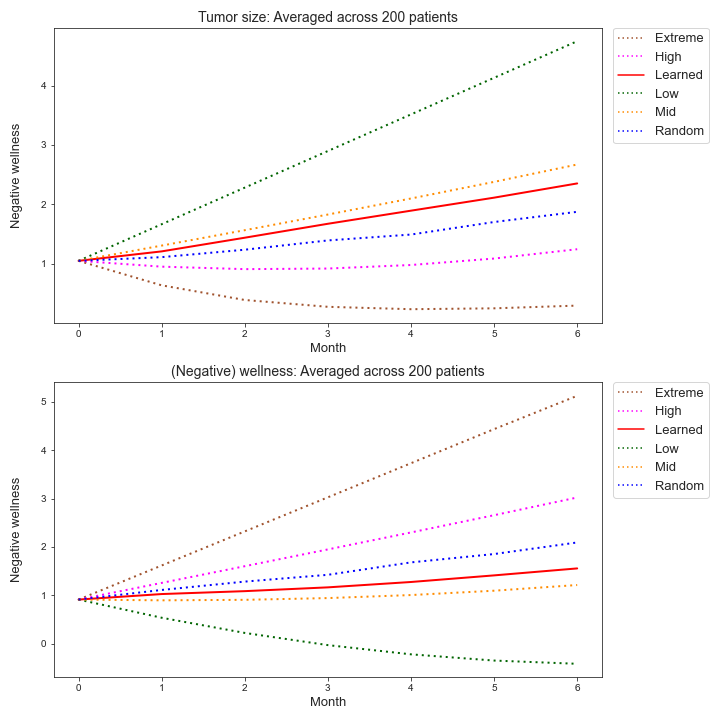 Tumor size: Averaged across 200 patients
Negative wellness
4
3
2
1
0
1
2
3
4
5
6
Month
Extreme
High
Learned
Low
Mid
Random
(Negative) wellness: Averaged across 200 patients
Negative wellness
5
4
3
2
1
0
0
1
2
3
4
5
6
Month
Extreme
High
Learned
Low
Mid
Random